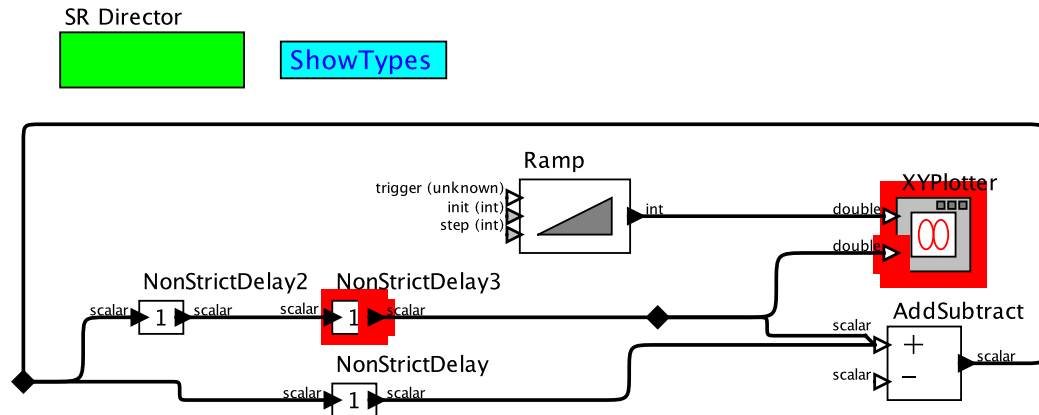 SR Director
ShowTypes
Ramp
trigger (unknown)
init (int)
step (int)
int
XYPlotter
double
double
NonStrictDelay2
scalar
1
scalar
NonStrictDelay3
scalar
1
scalar
AddSubtract
scalar
+
scalar
−
scalar
NonStrictDelay
scalar
1
scalar